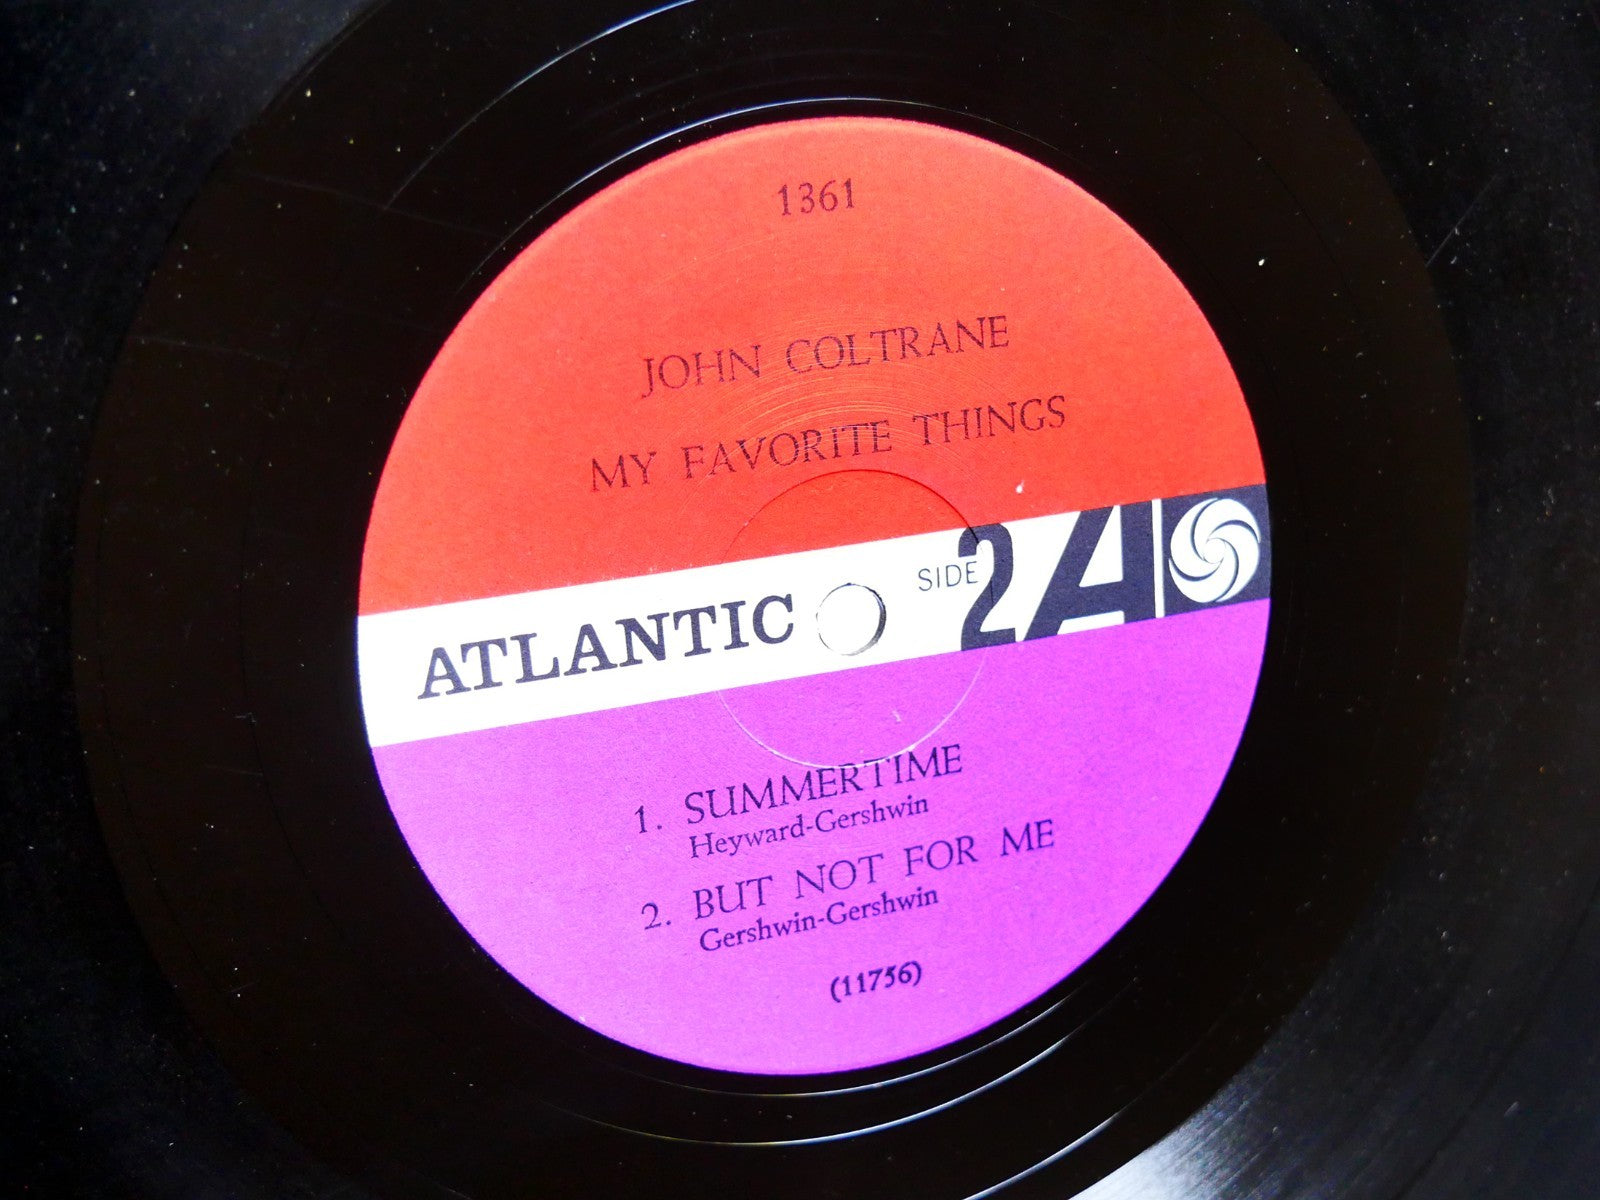 1361
JOHN COLTRANE
MY FAVORITE THINGS
ATLANTIC SIDE 2 A
1. SUMMERTIME
Heyward-Gershwin
2. BUT NOT FOR ME
Gershwin-Gershwin
(11756)